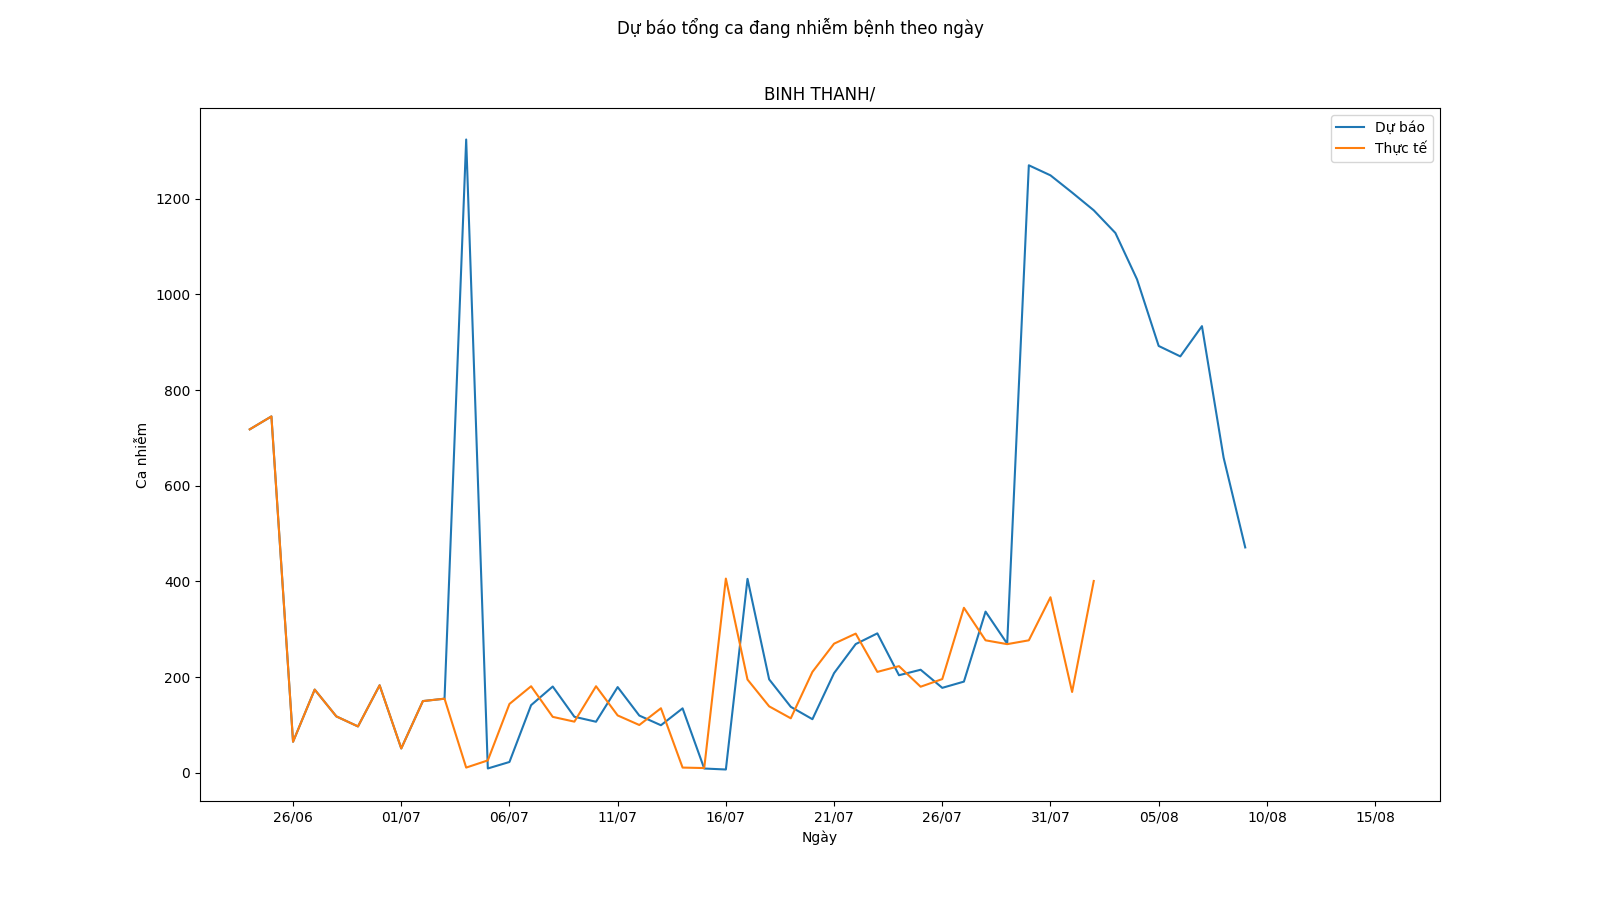 Dự báo tổng ca đang nhiễm bệnh theo ngày
BINH THANH/
Dự báo
Thực tế
1200
1000
800
600
400
200
0
Ca nhiễm
26/06 01/07 06/07 11/07 16/07 21/07 26/07 31/07 05/08 10/08 15/08
Ngày